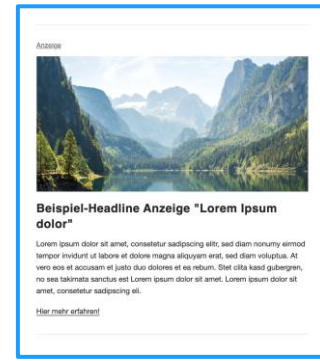 Anzeige
Beispiel-Headline Anzeige "Lorem Ipsum
dolor"
Lorem ipsum dolor sit amet, consetetur sadipscing elitr, sed diam nonumy eirmod
tempor invidunt ut labore et dolore magna aliquyam erat, sed diam voluptua. At
vero eos et accusam et justo duo dolores et ea rebum. Stet clita kasd gubergren,
no sea takimata sanctus est Lorem ipsum dolor sit amet. Lorem ipsum dolor sit
amet, consetetur sadipscing eli.
Hier mehr erfahren!